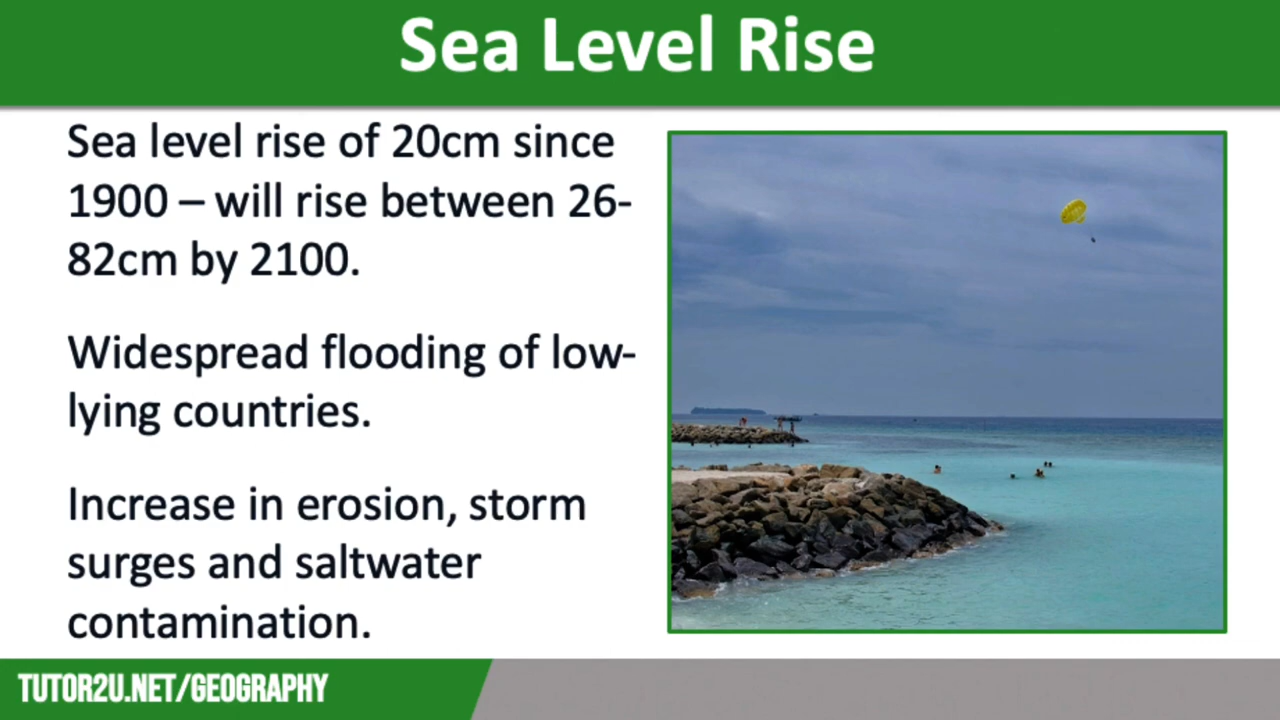 Sea Level Rise
Sea level rise of 20cm since
1900 – will rise between 26-
82cm by 2100.
Widespread flooding of low-
lying countries.
Increase in erosion, storm
surges and saltwater
contamination.
TUTOR2U.NET/GEOGRAPHY